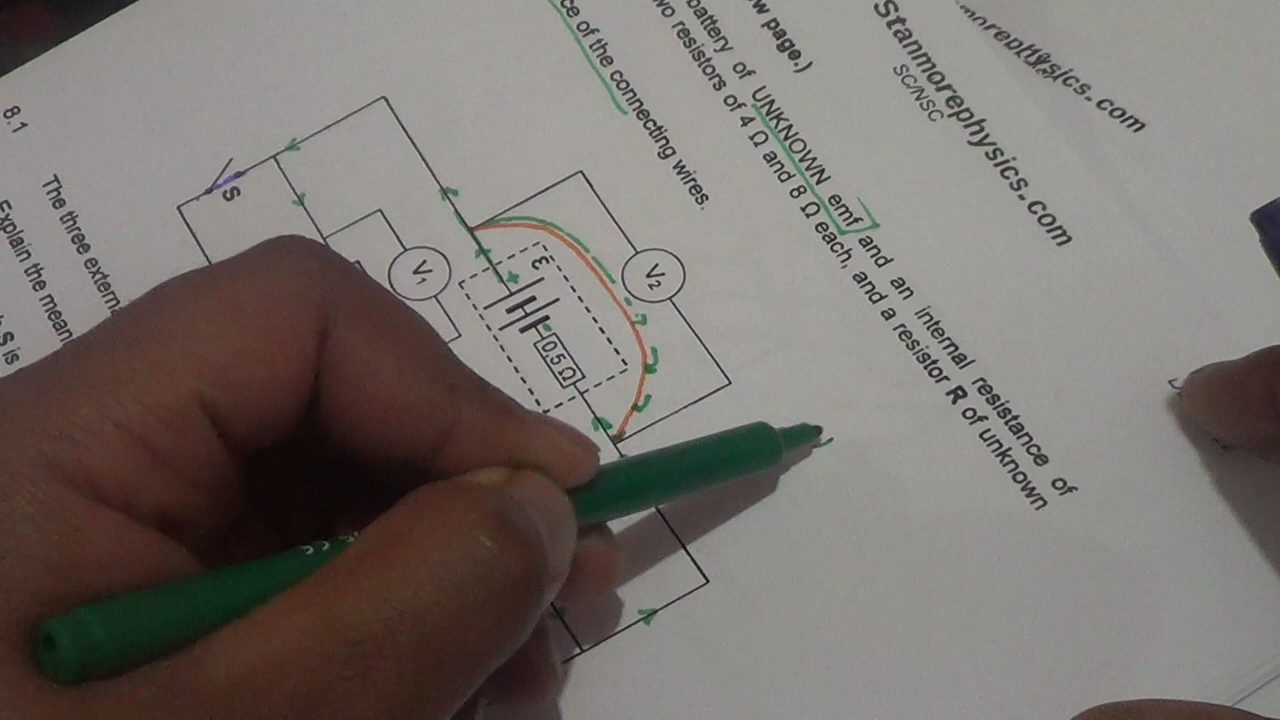 morephysics.com
Stanmorephysics.com
SC/NSC
w page.)
battery of UNKNOWN emf and an internal resistance of
wo resistors of 4 Ω and 8 Ω each, and a resistor R of unknown
ce of the connecting wires.
V₂
ε
0,5 Ω
V₁
S
8.1
The three externa
Explain the mean
S is